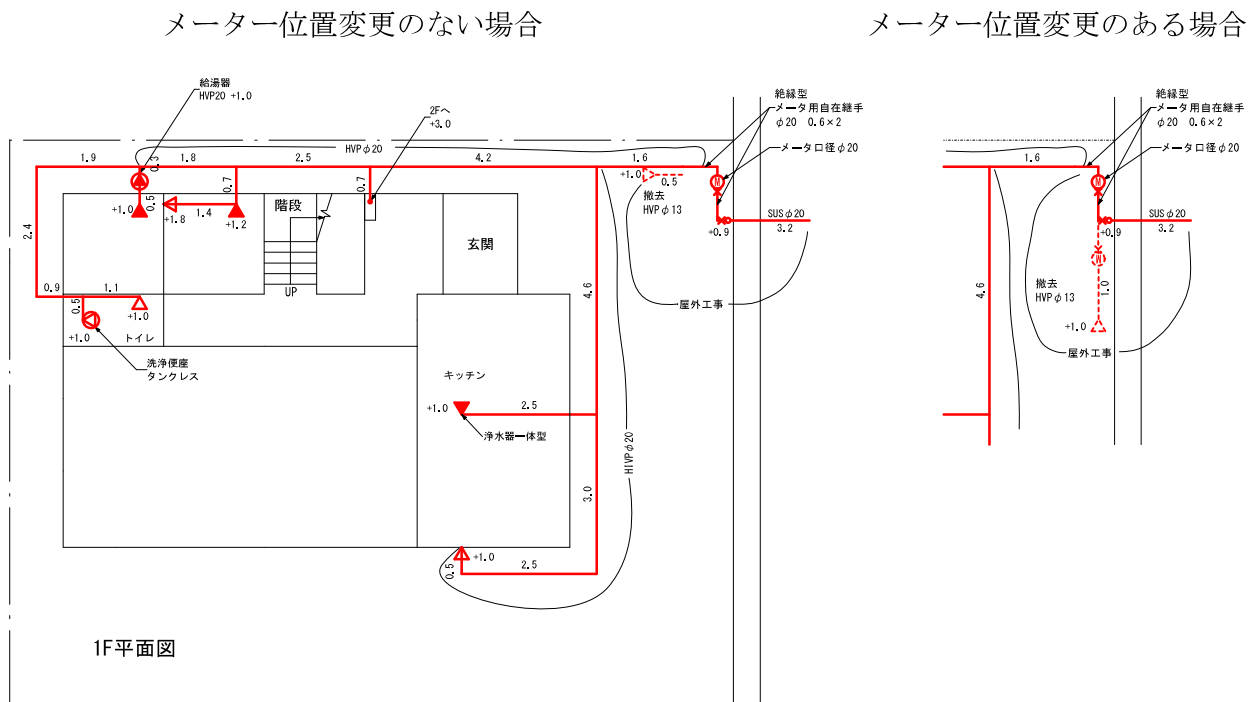 メーター位置変更のない場合
メーター位置変更のある場合
給湯器
HVP20 +1.0
2Fへ
+3.0
絶縁型
メータ用自在継手
φ20 0.6×2
メータ口径φ20
絶縁型
メータ用自在継手
φ20 0.6×2
メータ口径φ20
HVPφ20
1.9
0.3
1.8
2.5
4.2
1.6
1.6
+1.0
0.5
撤去
HVPφ13
M
M
0.5
+1.0
+1.8
1.4
0.7
+1.2
階段
UP
0.7
玄関
SUSφ20
3.2
+0.9
SUSφ20
3.2
+0.9
2.4
0.9
1.1
0.5
+1.0
+1.0
トイレ
洗浄便座
タンクレス
4.6
屋外工事
4.6
M
撤去
HVPφ13
1.0
+1.0
屋外工事
キッチン
+1.0
2.5
浄水器一体型
HIVPφ20
3.0
+1.0
0.5
2.5
1F平面図